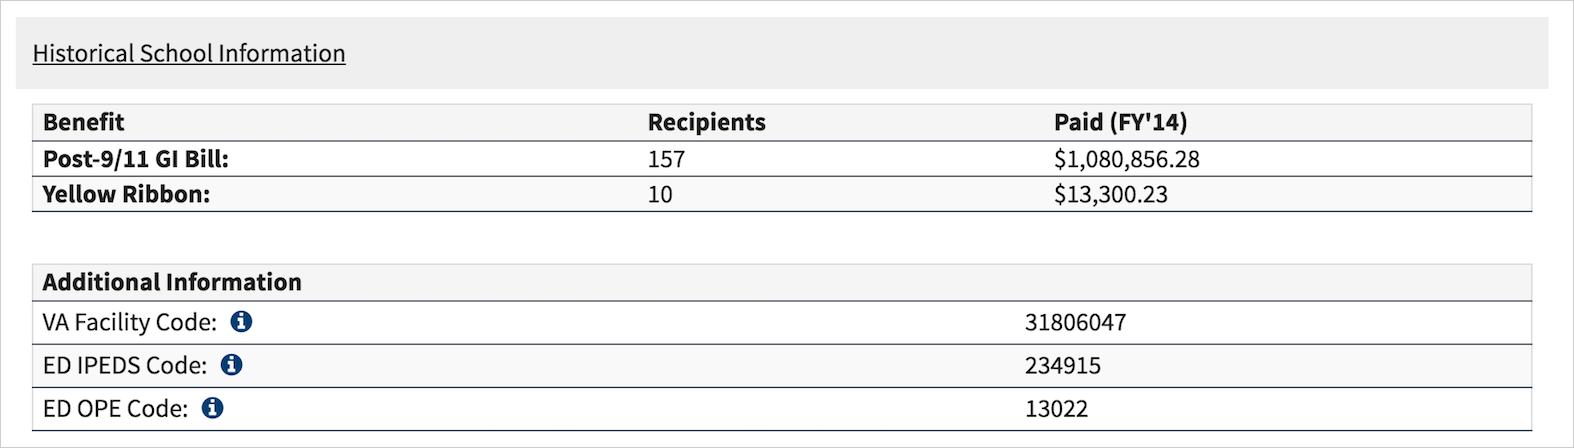 Historical School Information
Benefit Recipients Paid (FY'14)
Post-9/11 GI Bill: 157 $1,080,856.28
Yellow Ribbon: 10 $13,300.23
Additional Information
VA Facility Code: 31806047
ED IPEDS Code: 234915
ED OPE Code: 13022